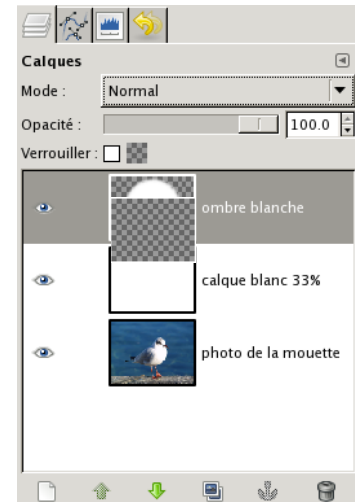 Calques
Mode : Normal
Opacité : 100.0
Verrouiller :
ombre blanche
calque blanc 33%
photo de la mouette